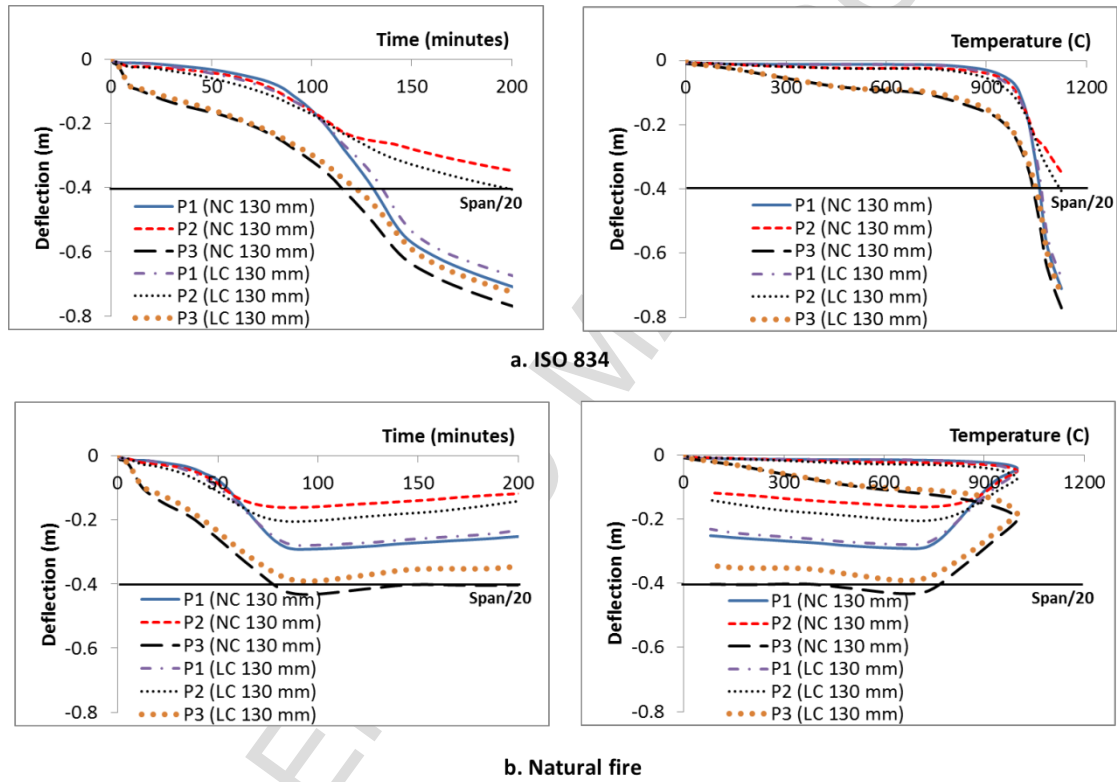 Time (minutes)
0
0 50 100 150 200
-0.2
-0.4
-0.6
-0.8
Deflection (m)
Span/20
P1 (NC 130 mm)
P2 (NC 130 mm)
P3 (NC 130 mm)
P1 (LC 130 mm)
P2 (LC 130 mm)
P3 (LC 130 mm)
Temperature (C)
0
0 300 600 900 1200
-0.2
-0.4
-0.6
-0.8
Deflection (m)
Span/20
P1 (NC 130 mm)
P2 (NC 130 mm)
P3 (NC 130 mm)
P1 (LC 130 mm)
P2 (LC 130 mm)
P3 (LC 130 mm)
a. ISO 834
Time (minutes)
0
0 50 100 150 200
-0.2
-0.4
-0.6
-0.8
Deflection (m)
Span/20
P1 (NC 130 mm)
P2 (NC 130 mm)
P3 (NC 130 mm)
P1 (LC 130 mm)
P2 (LC 130 mm)
P3 (LC 130 mm)
Temperature (C)
0
0 300 600 900 1200
-0.2
-0.4
-0.6
-0.8
Deflection (m)
Span/20
P1 (NC 130 mm)
P2 (NC 130 mm)
P3 (NC 130 mm)
P1 (LC 130 mm)
P2 (LC 130 mm)
P3 (LC 130 mm)
b. Natural fire